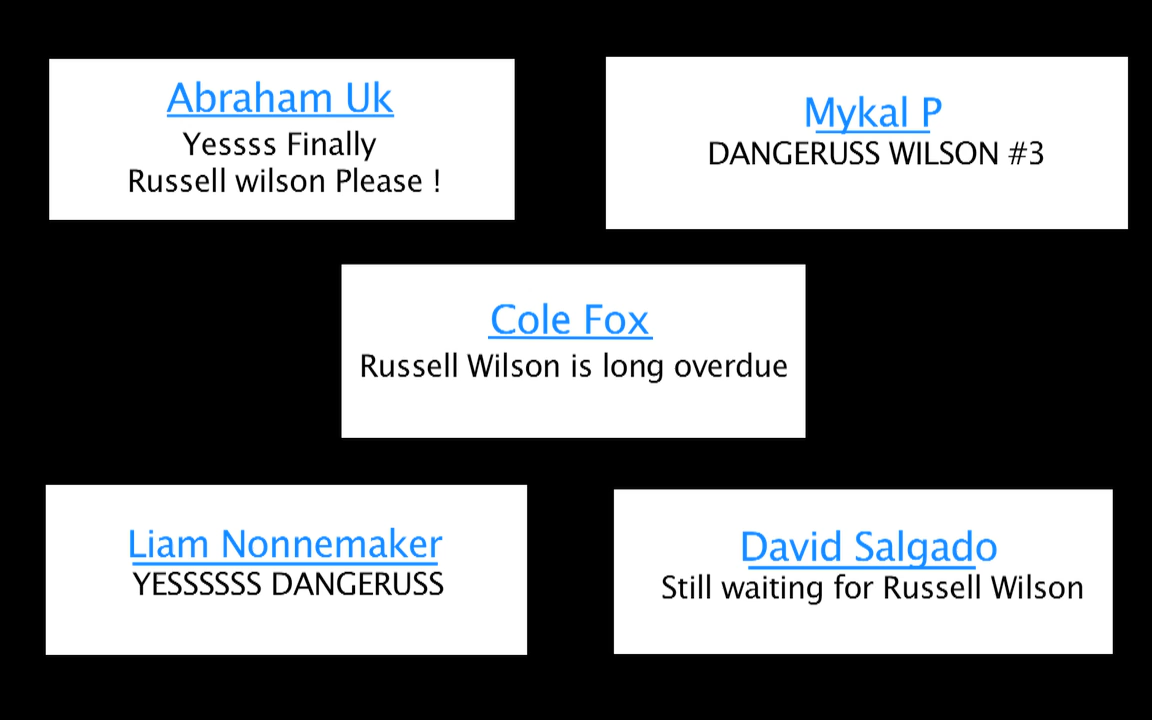 Abraham Uk
Yessss Finally
Russell wilson Please !
Mykal P
DANGERUSS WILSON #3
Cole Fox
Russell Wilson is long overdue
Liam Nonnemaker
YESSSSSS DANGERUSS
David Salgado
Still waiting for Russell Wilson